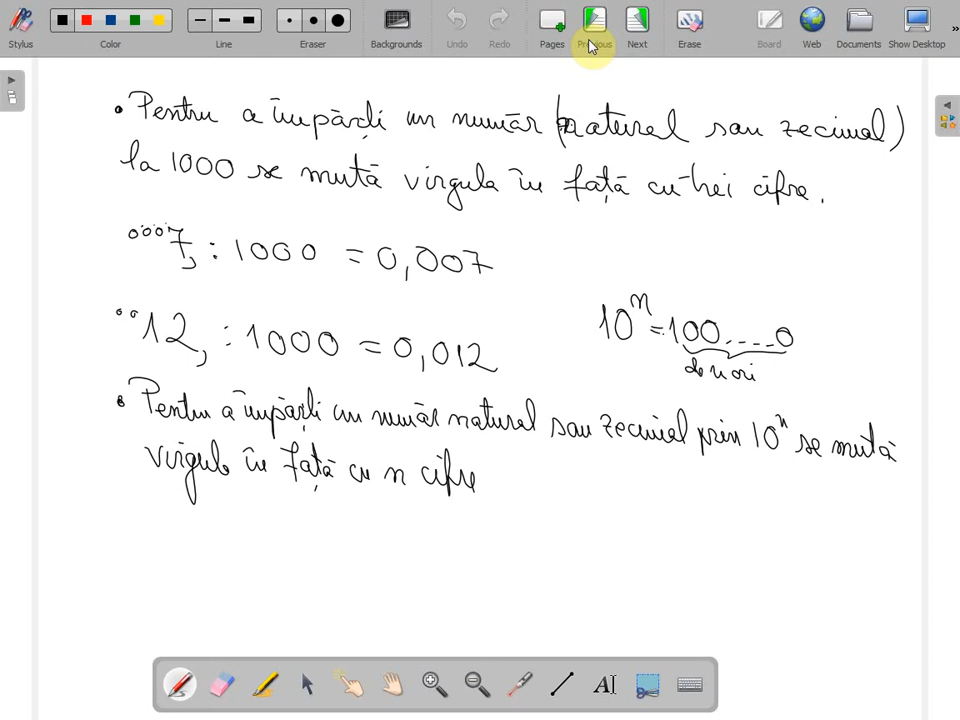 Stylus Color Line Eraser Backgrounds Undo Redo Pages Previous Next Erase Board Web Documents Show Desktop
• Pentru a împărți un număr (natural sau zecimal)
la 1000 se mută virgula în față cu trei cifre.
0007, : 1000 = 0,007
0012, : 1000 = 0,012
10ⁿ = 100....0
de n ori
• Pentru a împărți un număr natural sau zecimal prin 10ⁿ se mută
virgula în față cu n cifre